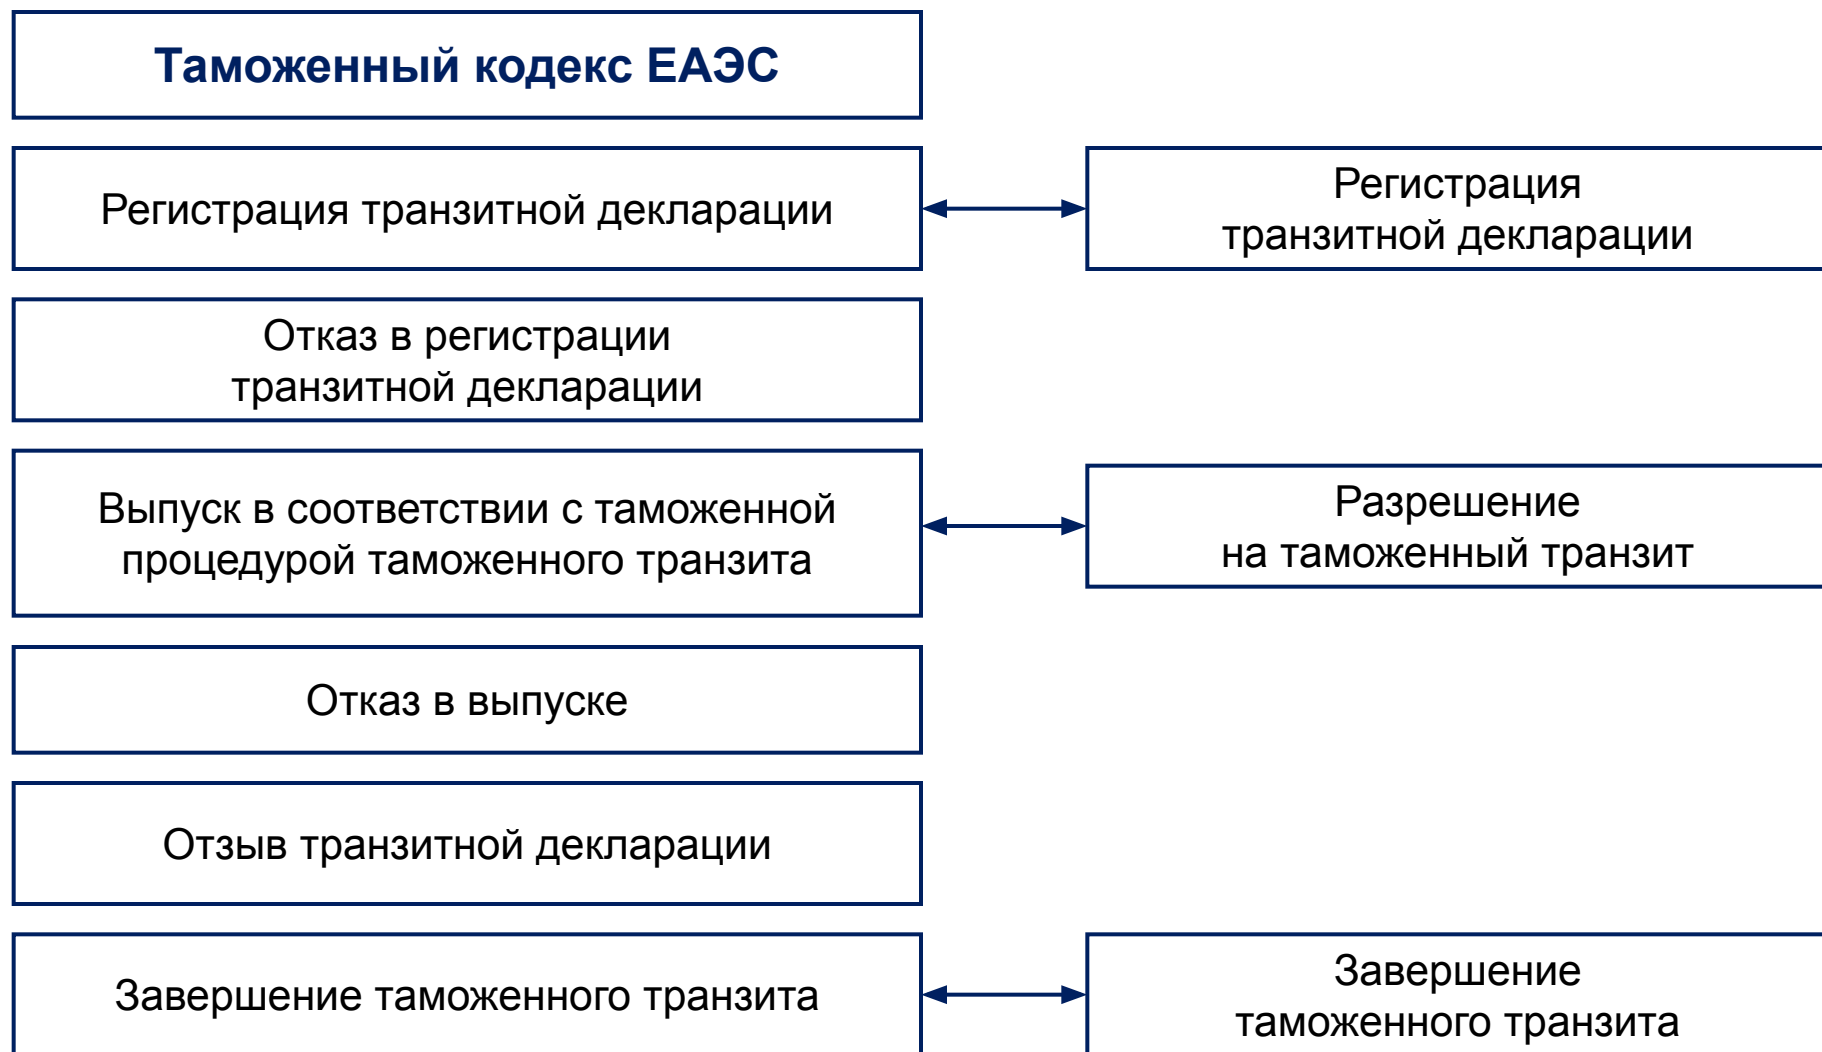 Таможенный кодекс ЕАЭС
Регистрация транзитной декларации
Регистрация
транзитной декларации
Отказ в регистрации
транзитной декларации
Выпуск в соответствии с таможенной
процедурой таможенного транзита
Разрешение
на таможенный транзит
Отказ в выпуске
Отзыв транзитной декларации
Завершение таможенного транзита
Завершение
таможенного транзита